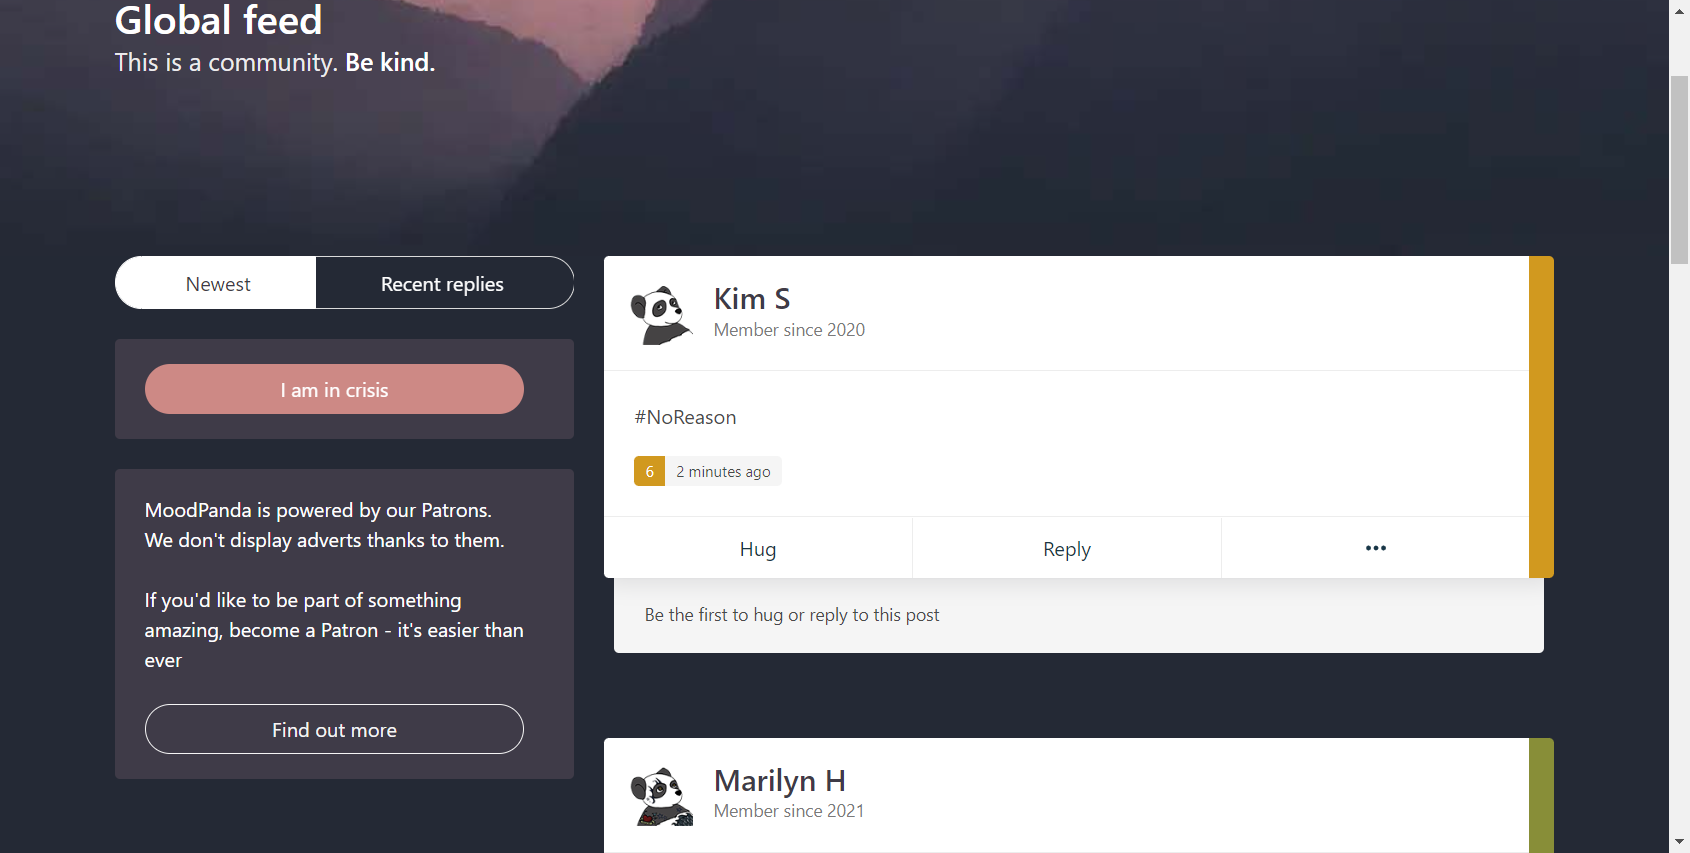 Global feed
This is a community. Be kind.
Newest
Recent replies
I am in crisis
MoodPanda is powered by our Patrons.
We don't display adverts thanks to them.
If you'd like to be part of something
amazing, become a Patron - it's easier than
ever
Find out more
Kim S
Member since 2020
#NoReason
6 2 minutes ago
Hug
Reply
Be the first to hug or reply to this post
Marilyn H
Member since 2021